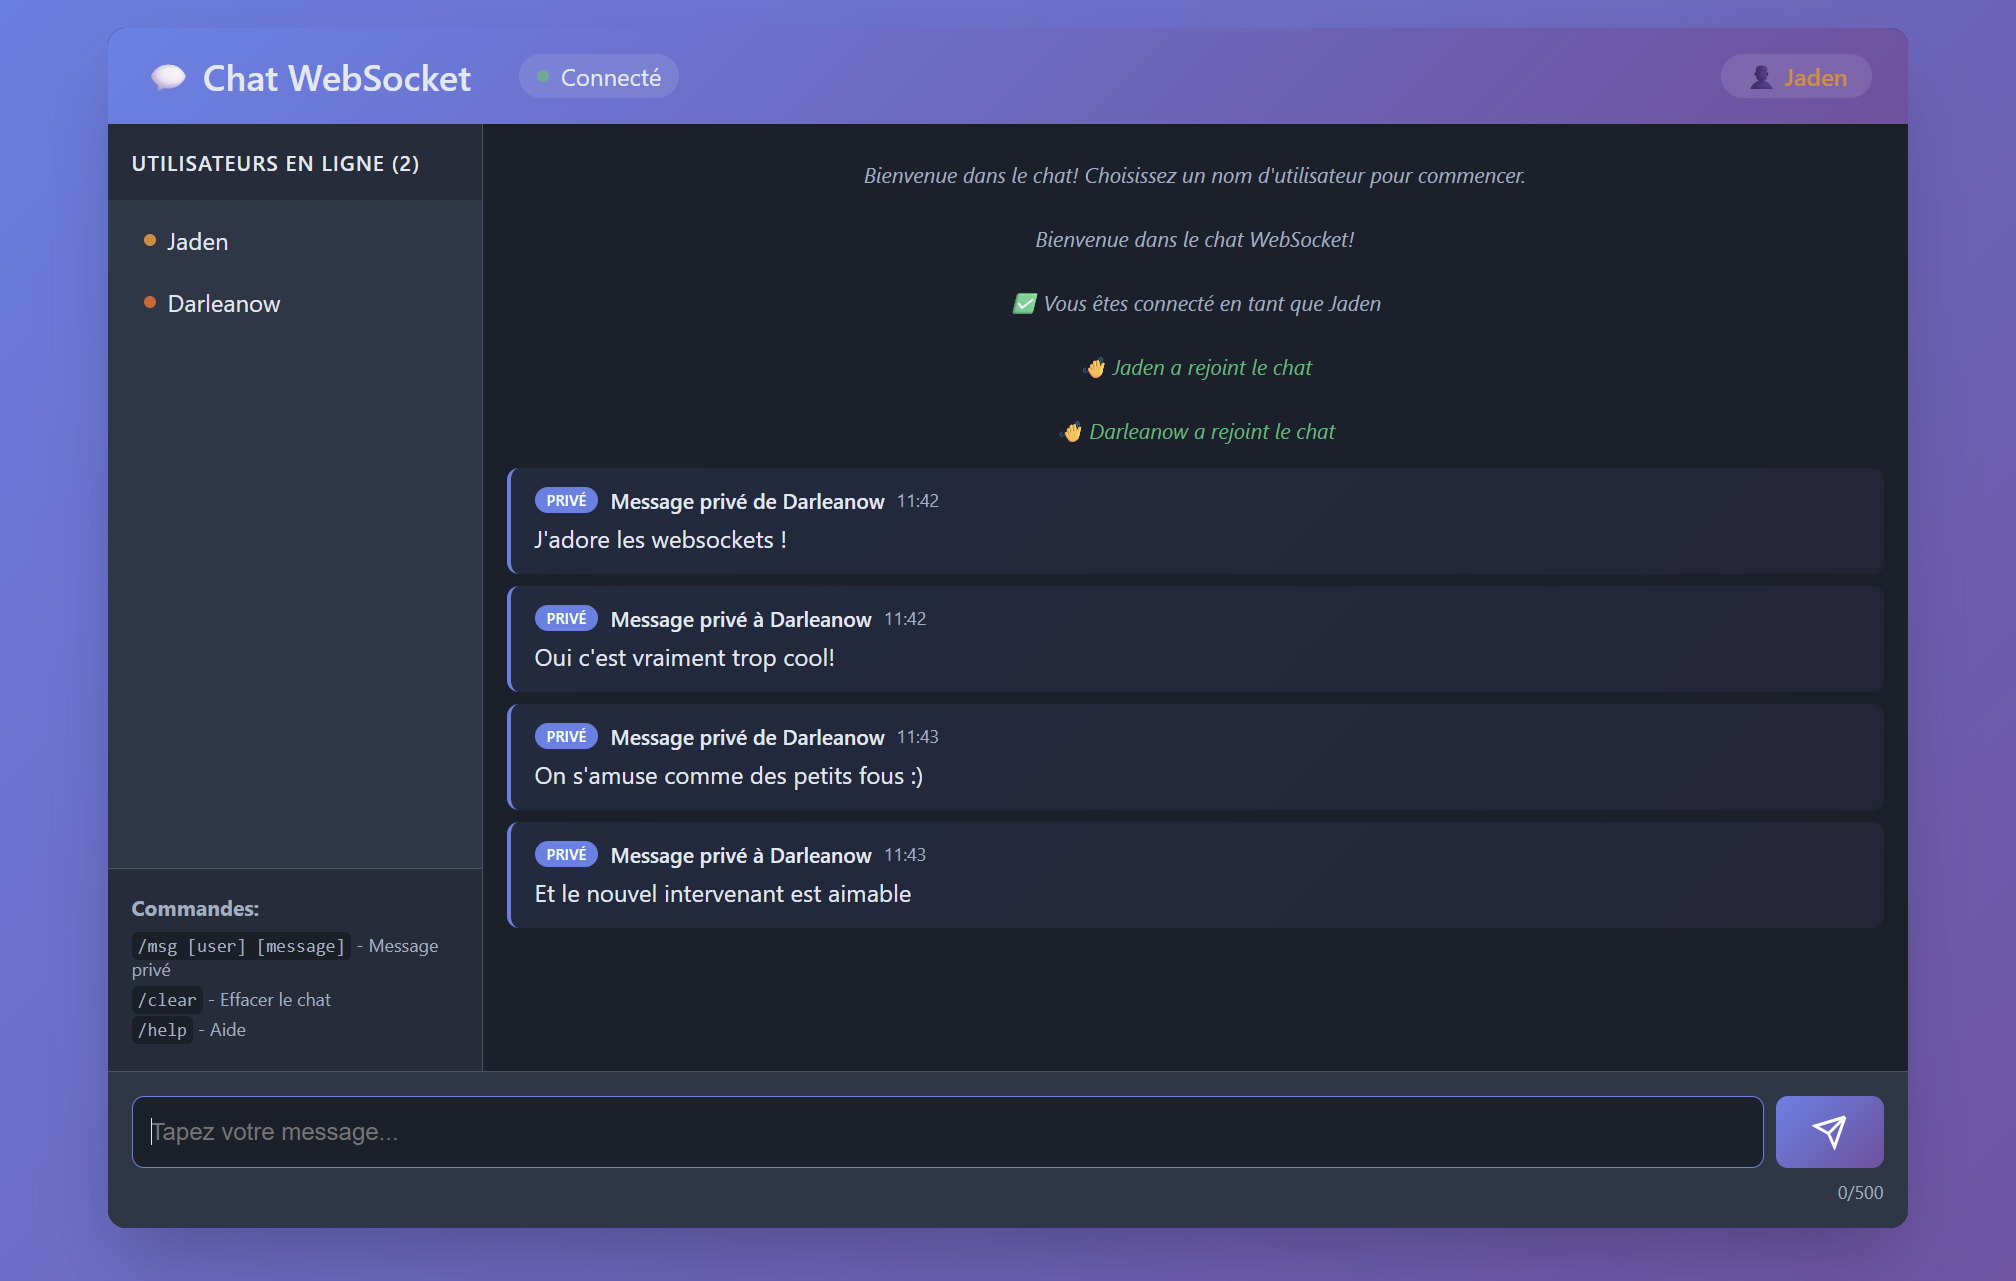 Chat WebSocket
Connecté
Jaden
UTILISATEURS EN LIGNE (2)
Jaden
Darleanow
Commandes:
/msg [user] [message] - Message
privé
/clear - Effacer le chat
/help - Aide
Bienvenue dans le chat! Choisissez un nom d'utilisateur pour commencer.
Bienvenue dans le chat WebSocket!
✅ Vous êtes connecté en tant que Jaden
👋 Jaden a rejoint le chat
👋 Darleanow a rejoint le chat
PRIVÉ Message privé de Darleanow 11:42
J'adore les websockets !
PRIVÉ Message privé à Darleanow 11:42
Oui c'est vraiment trop cool!
PRIVÉ Message privé de Darleanow 11:43
On s'amuse comme des petits fous :)
PRIVÉ Message privé à Darleanow 11:43
Et le nouvel intervenant est aimable
Tapez votre message...
0/500